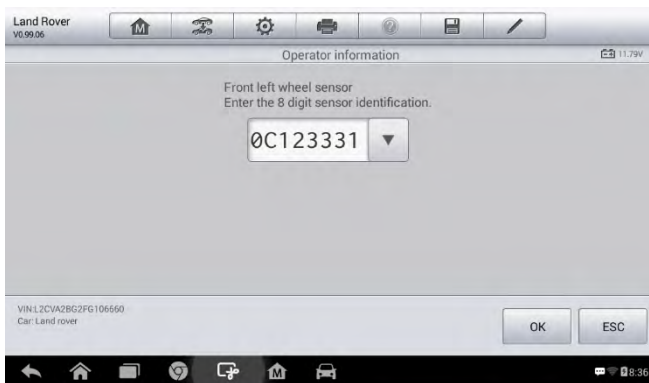 Land Rover
V0.99.06
Operator information
11.79V
Front left wheel sensor
Enter the 8 digit sensor identification.
0C123331
VIN:L2CVA2BG2FG106660
Car: Land rover
OK
ESC
8:36